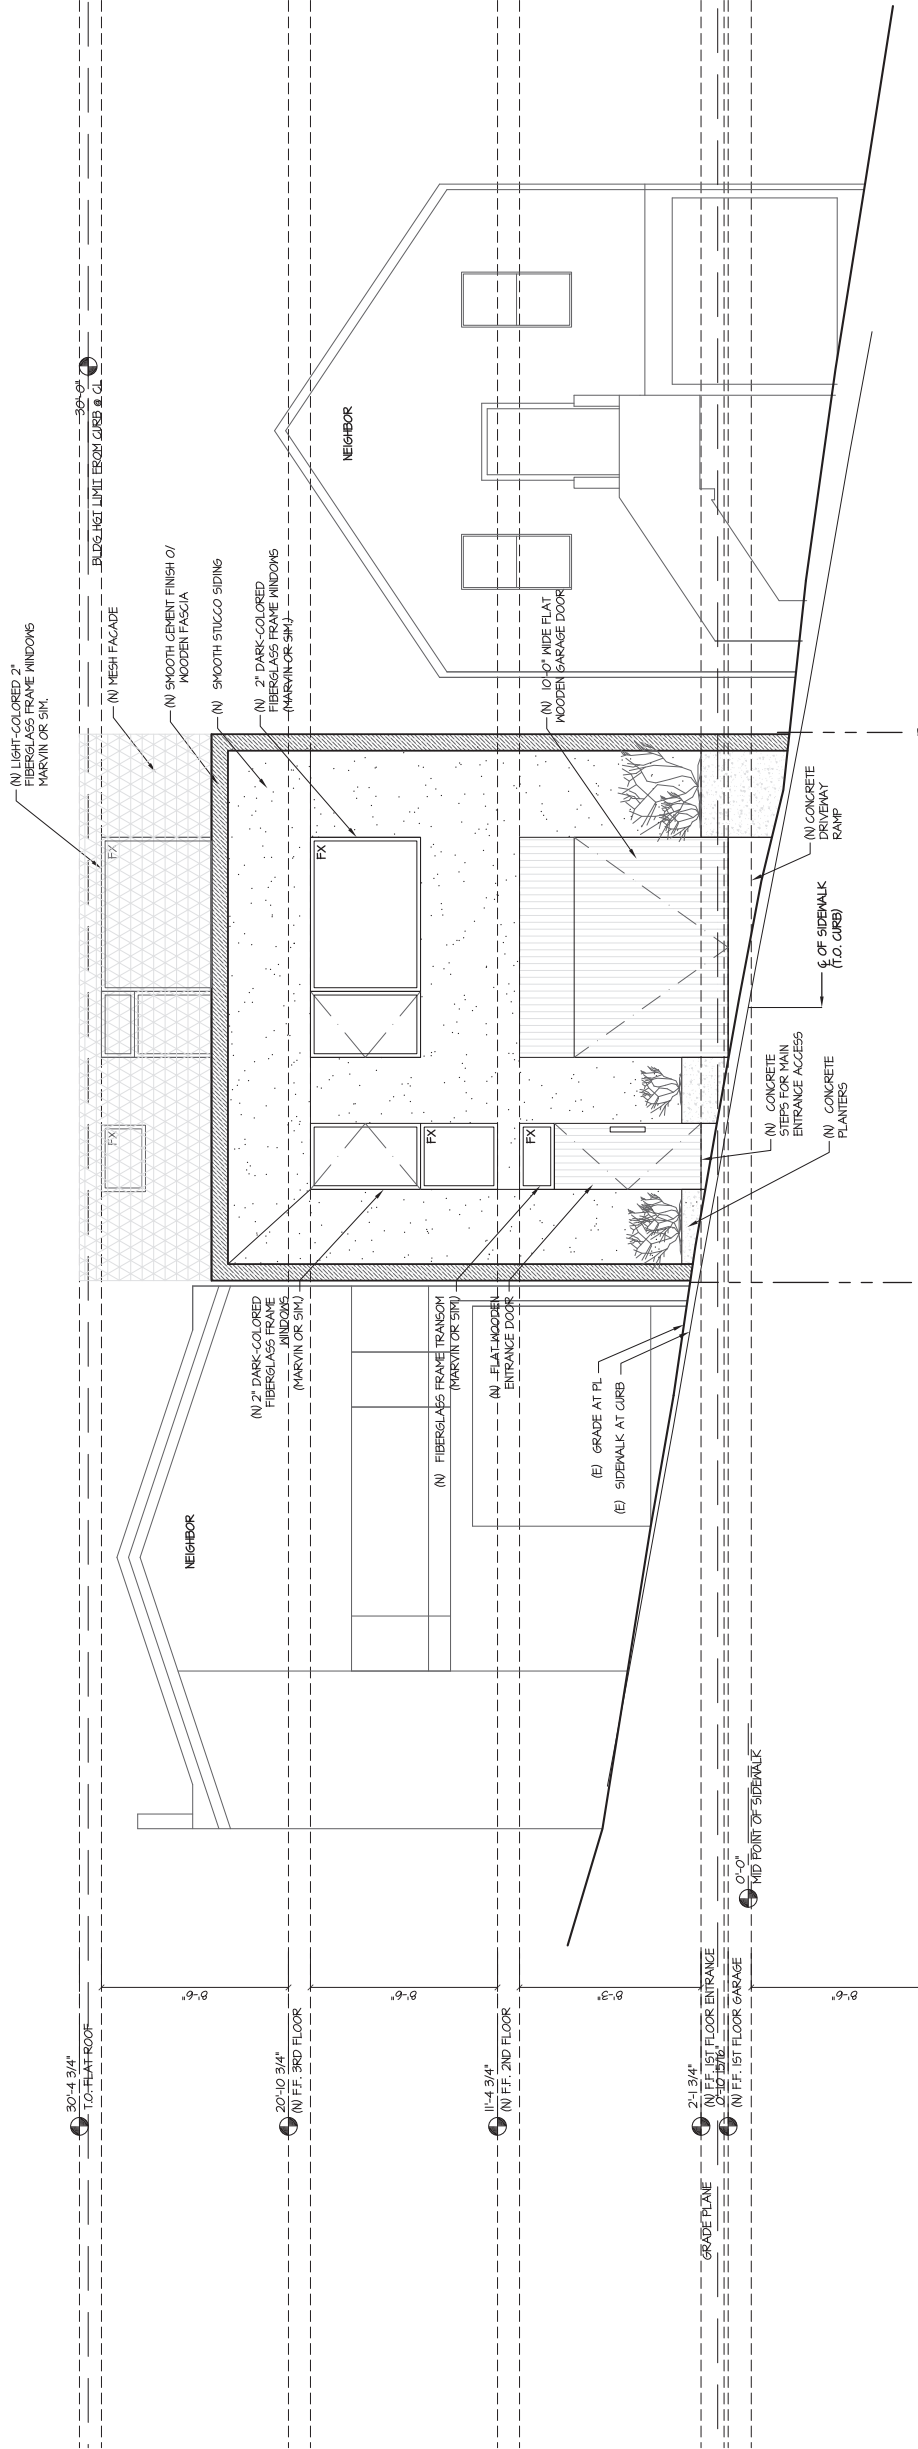 30'-4 3/4"
T.O. FLAT ROOF
20'-10 3/4"
(N) F.F. 3RD FLOOR
11'-4 3/4"
(N) F.F. 2ND FLOOR
2'-1 3/4"
(N) F.F. 1ST FLOOR ENTRANCE
0'-10 15/16"
(N) F.F. 1ST FLOOR GARAGE
GRADE PLANE
8'-6"
8'-6"
8'-3"
8'-6"
0'-0"
MID POINT OF SIDEWALK
NEIGHBOR
(N) 2" DARK-COLORED
FIBERGLASS FRAME
WINDOWS
(MARVIN OR SIM.)
(N) FIBERGLASS FRAME TRANSOM
(MARVIN OR SIM.)
(N) FLAT WOODEN
ENTRANCE DOOR
(E) GRADE AT PL
(E) SIDEWALK AT CURB
FX
FX
FX
FX
FX
(N) CONCRETE
STEPS FOR MAIN
ENTRANCE ACCESS
(N) CONCRETE
PLANTERS
℄ OF SIDEWALK
(T.O. CURB)
(N) CONCRETE
DRIVEWAY
RAMP
(N) LIGHT-COLORED 2"
FIBERGLASS FRAME WINDOWS
MARVIN OR SIM.
(N) MESH FACADE
(N) SMOOTH CEMENT FINISH O/
WOODEN FASCIA
(N) SMOOTH STUCCO SIDING
(N) 2" DARK-COLORED
FIBERGLASS FRAME WINDOWS
(MARVIN OR SIM.)
(N) 10'-0" WIDE FLAT
WOODEN GARAGE DOOR
NEIGHBOR
30'-0"
BLDG HGT LIMIT FROM CURB @ CL